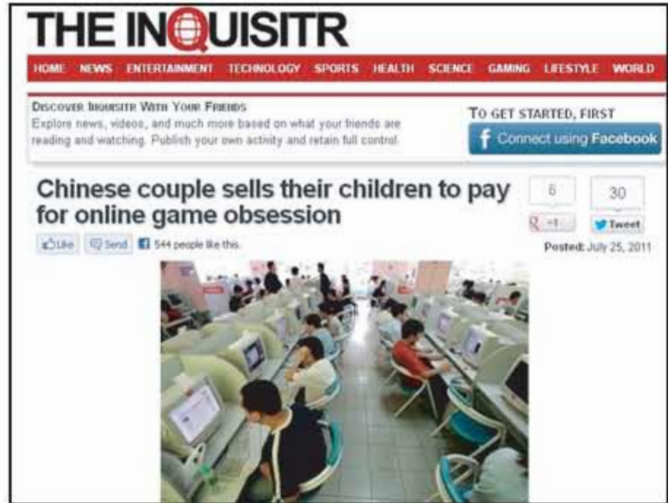 THE INQUISITR
HOME NEWS ENTERTAINMENT TECHNOLOGY SPORTS HEALTH SCIENCE GAMING LIFESTYLE WORLD
DISCOVER INQUISITR WITH YOUR FRIENDS
Explore news, videos, and much more based on what your friends are
reading and watching. Publish your own activity and retain full control.
TO GET STARTED, FIRST
f Connect using Facebook
Chinese couple sells their children to pay
for online game obsession
6 30
+1 Tweet
Like Send 544 people like this.
Posted: July 25, 2011